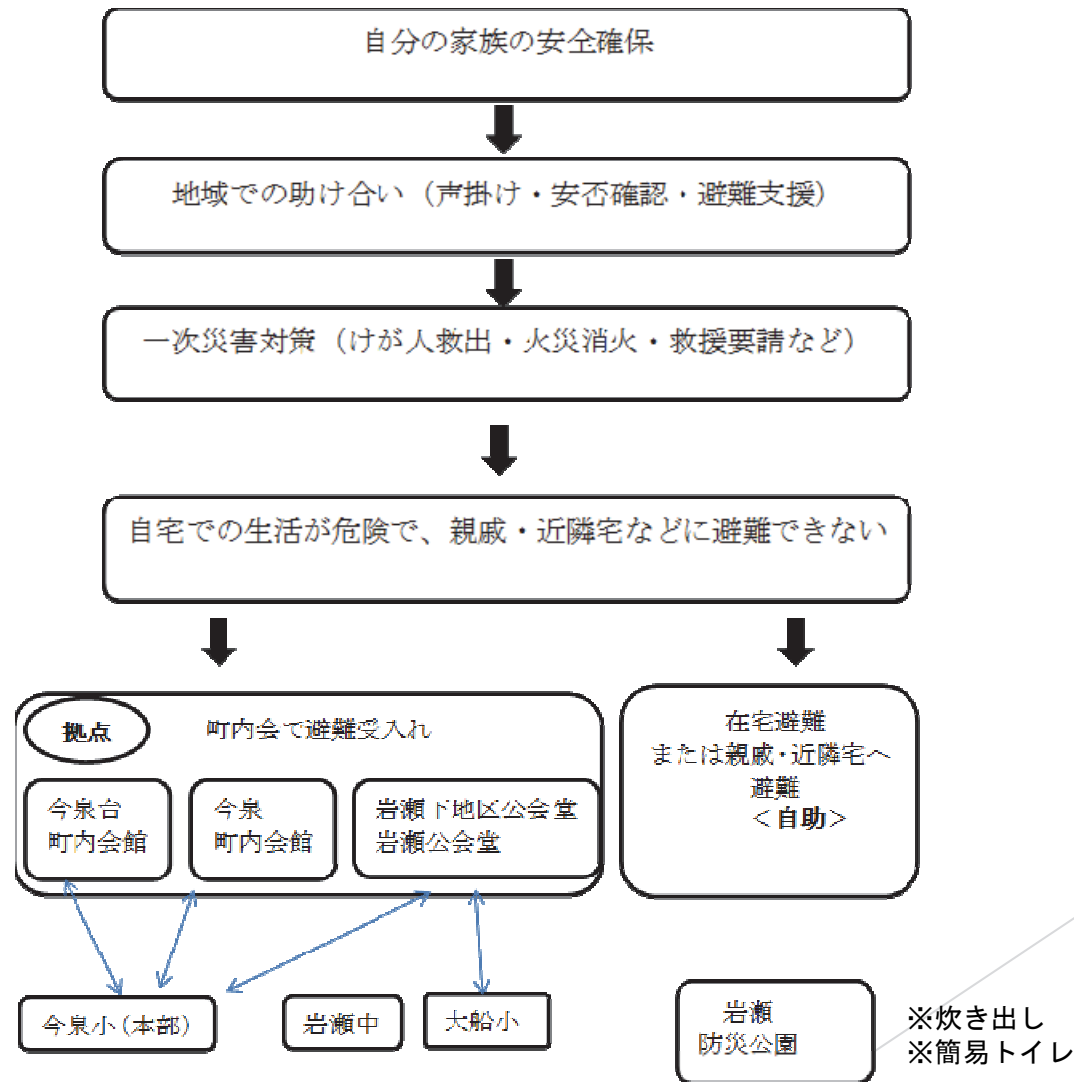 自分の家族の安全確保
地域での助け合い（声掛け・安否確認・避難支援）
一次災害対策（けが人救出・火災消火・救援要請など）
自宅での生活が危険で、親戚・近隣宅などに避難できない
拠点
町内会で避難受入れ
今泉台
町内会館
今泉
町内会館
岩瀬下地区公会堂
岩瀬公会堂
在宅避難
または親戚・近隣宅へ
避難
＜自助＞
今泉小（本部）
岩瀬中
大船小
岩瀬
防災公園
※炊き出し
※簡易トイレ